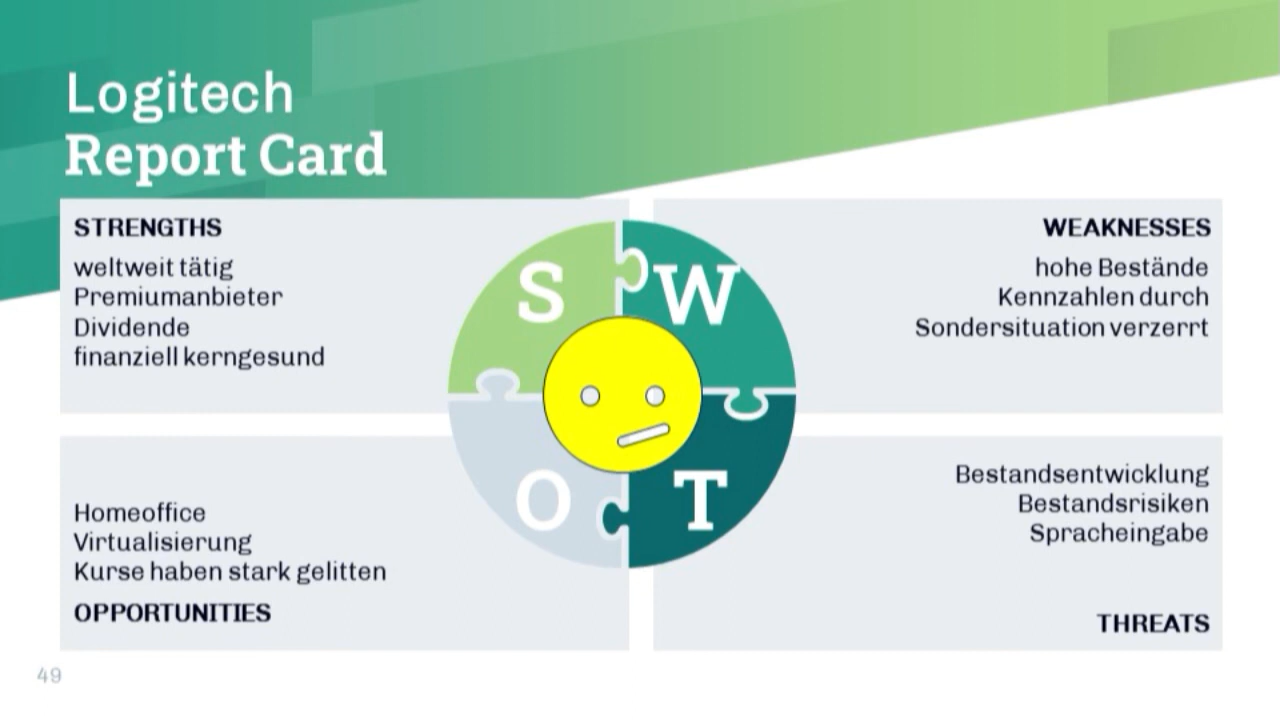 Logitech
Report Card
STRENGTHS
weltweit tätig
Premiumanbieter
Dividende
finanziell kerngesund
WEAKNESSES
hohe Bestände
Kennzahlen durch
Sondersituation verzerrt
S
W
O
T
Homeoffice
Virtualisierung
Kurse haben stark gelitten
OPPORTUNITIES
Bestandsentwicklung
Bestandsrisiken
Spracheingabe
THREATS
49